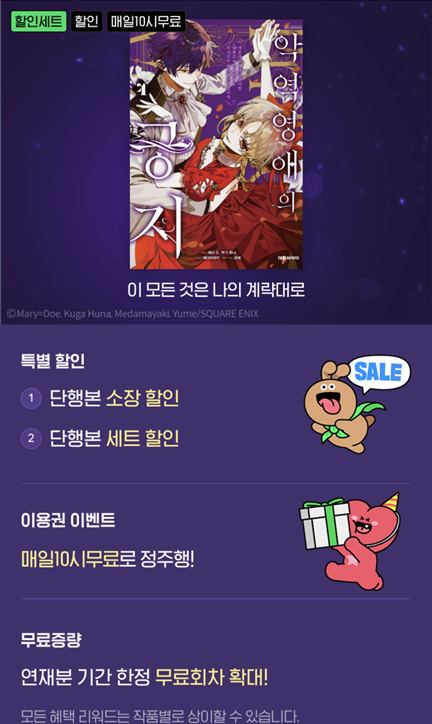 할인세트 할인 매일10시무료
악역영애의
긍지
대원씨아이
이 모든 것은 나의 계략대로
©Mary=Doe, Kuga Huna, Medamayaki, Yume/SQUARE ENIX
특별 할인
1 단행본 소장 할인
2 단행본 세트 할인
SALE
이용권 이벤트
매일10시무료로 정주행!
무료증량
연재분 기간 한정 무료회차 확대!
모든 혜택 리워드는 작품별로 상이할 수 있습니다.